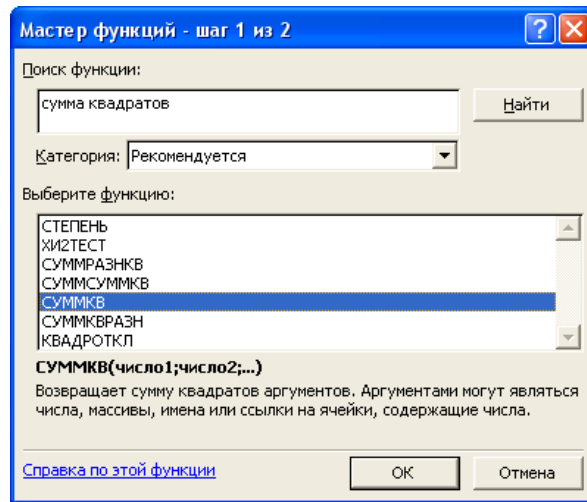 Мастер функций - шаг 1 из 2
Поиск функции:
сумма квадратов
Найти
Категория: Рекомендуется
Выберите функцию:
СТЕПЕНЬ
ХИ2ТЕСТ
СУММРАЗНКВ
СУММСУММКВ
СУММКВ
СУММКВРАЗН
КВАДРОТКЛ
СУММКВ(число1;число2;...)
Возвращает сумму квадратов аргументов. Аргументами могут являться
числа, массивы, имена или ссылки на ячейки, содержащие числа.
Справка по этой функции
ОК
Отмена